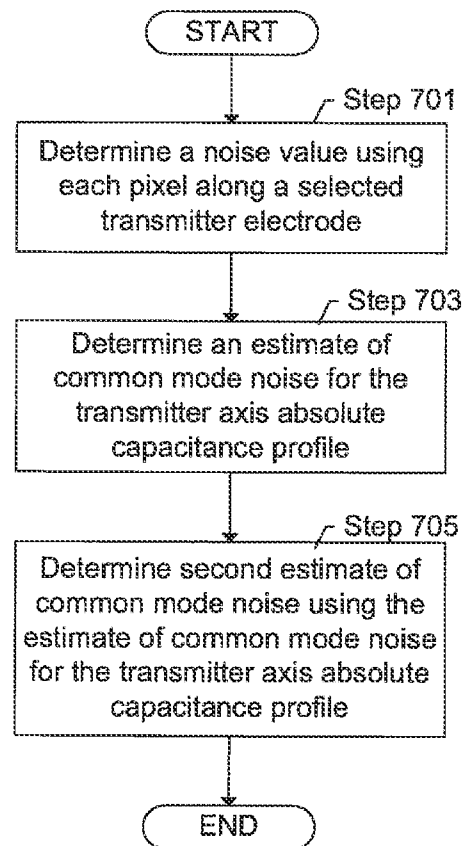 START
Step 701
Determine a noise value using
each pixel along a selected
transmitter electrode
Step 703
Determine an estimate of
common mode noise for the
transmitter axis absolute
capacitance profile
Step 705
Determine second estimate of
common mode noise using the
estimate of common mode noise
for the transmitter axis absolute
capacitance profile
END